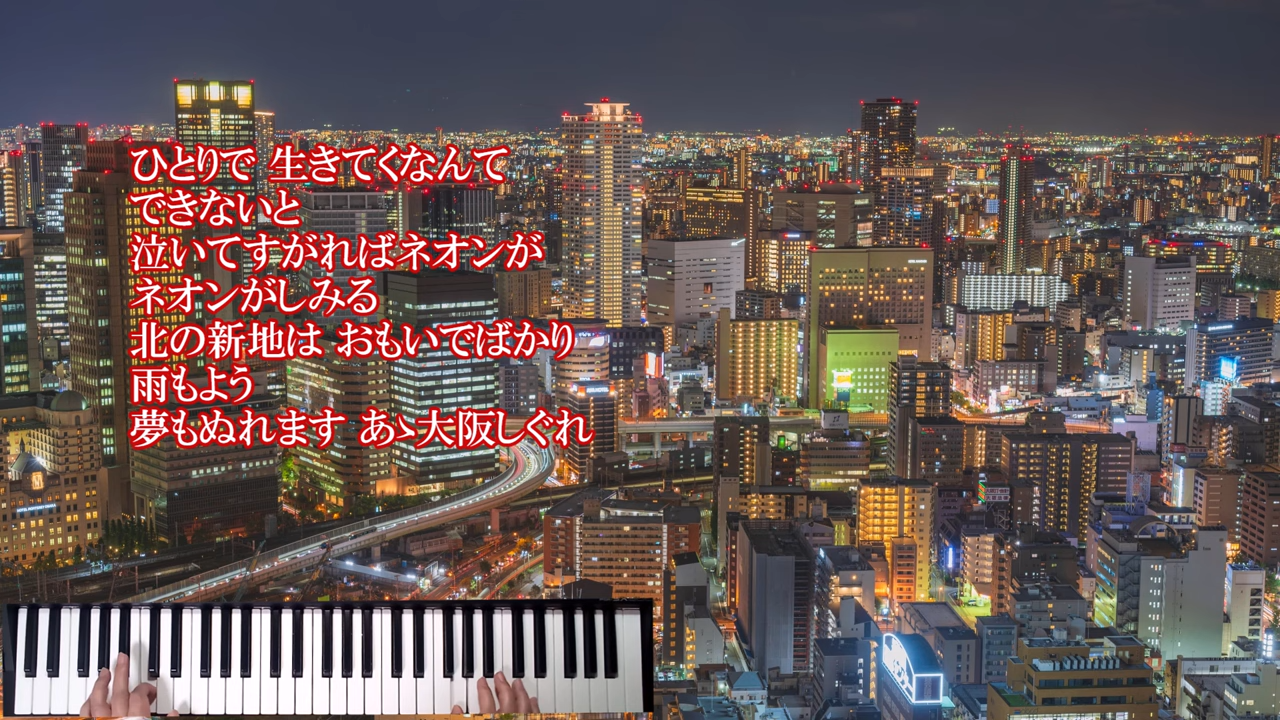 ひとりで 生きてくなんて
できないと
泣いてすがればネオンが
ネオンがしみる
北の新地は おもいでばかり
雨もよう
夢もぬれます あゝ大阪しぐれ